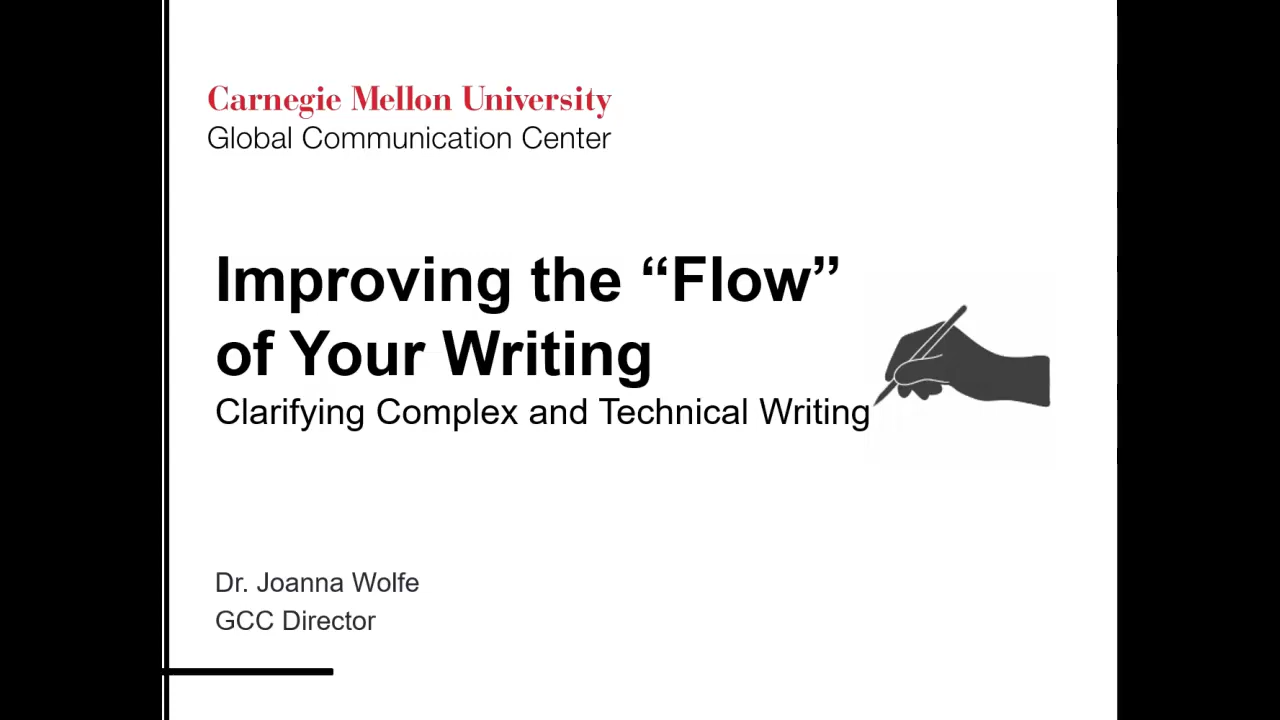 Carnegie Mellon University
Global Communication Center
Improving the “Flow”
of Your Writing
Clarifying Complex and Technical Writing
Dr. Joanna Wolfe
GCC Director